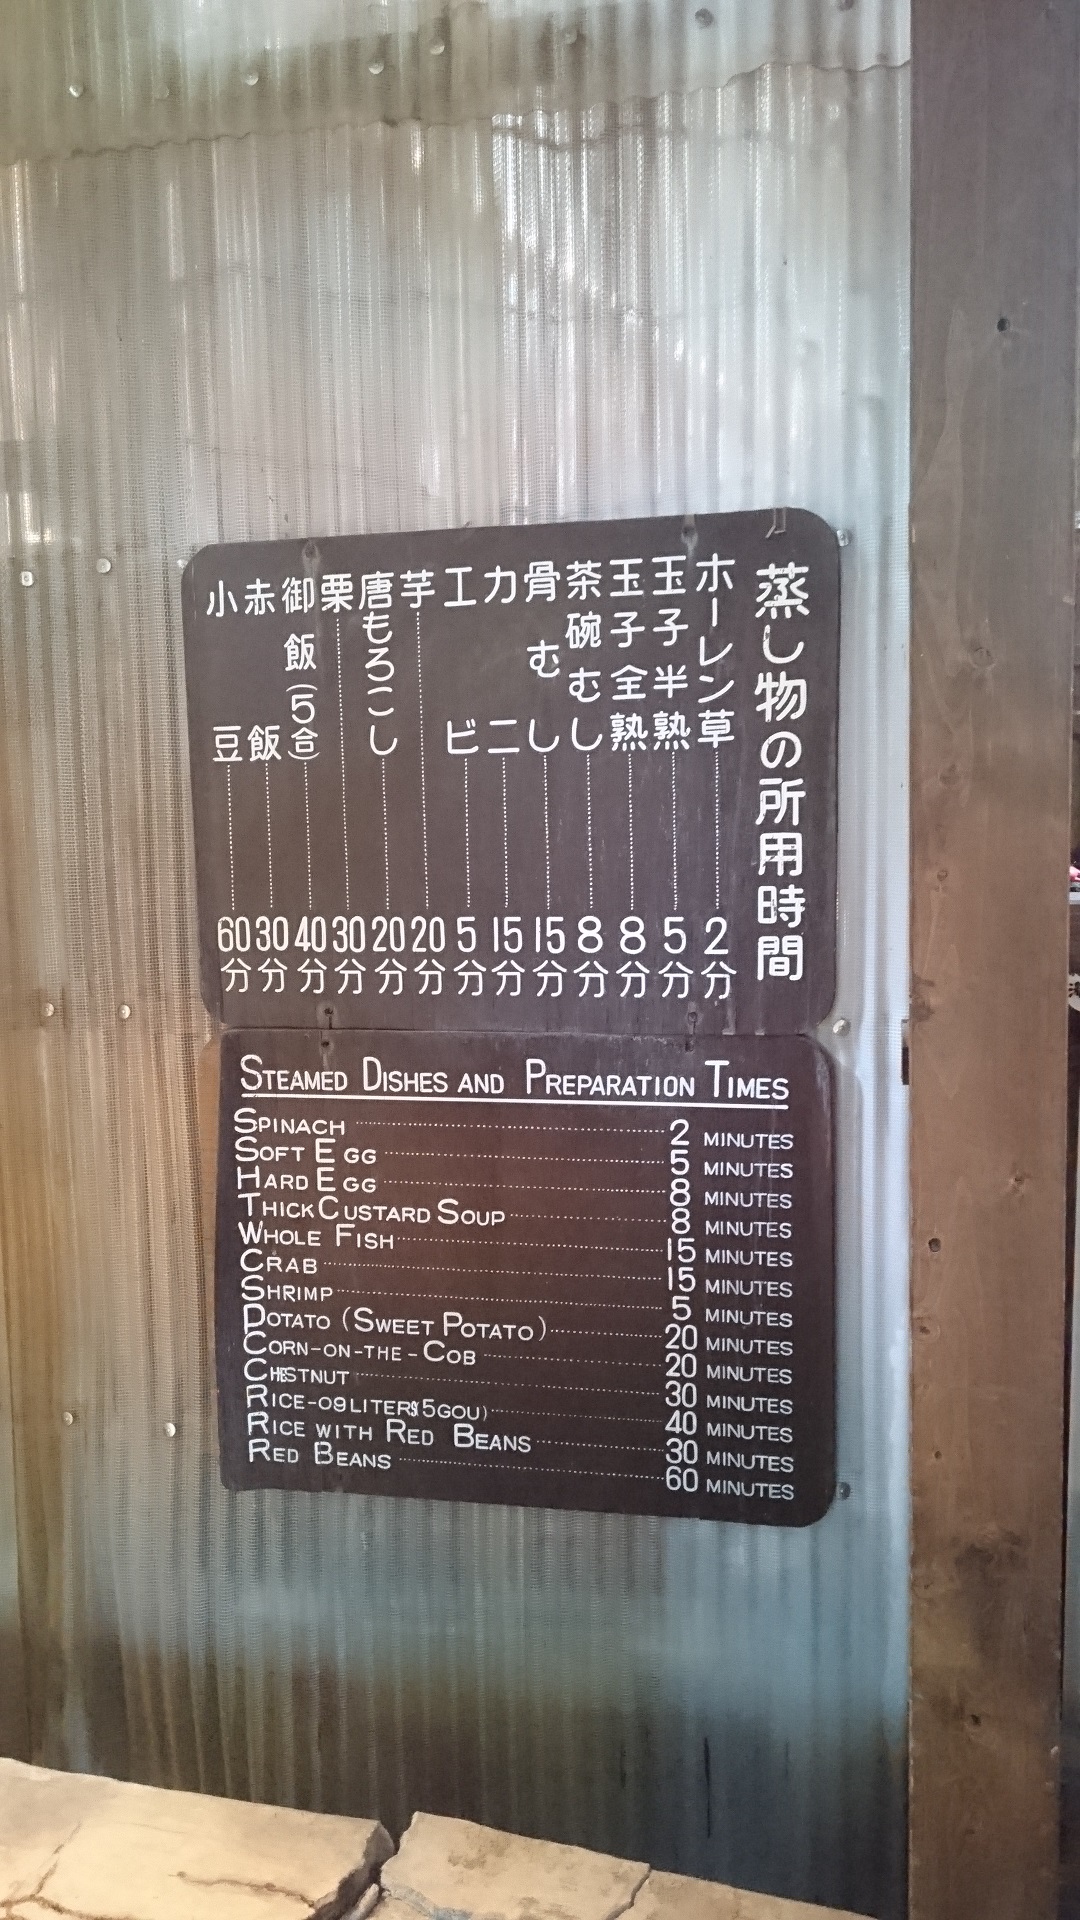 蒸し物の所用時間
ホーレン草 2分
玉子半熟 5分
玉子全熟 8分
茶碗むし 8分
骨むし 15分
カニ 15分
エビ 5分
芋 20分
唐もろこし 20分
栗 30分
御飯(5合) 40分
赤飯 30分
小豆 60分
STEAMED DISHES AND PREPARATION TIMES
SPINACH 2 MINUTES
SOFT EGG 5 MINUTES
HARD EGG 8 MINUTES
THICK CUSTARD SOUP 8 MINUTES
WHOLE FISH 15 MINUTES
CRAB 15 MINUTES
SHRIMP 5 MINUTES
POTATO (SWEET POTATO) 20 MINUTES
CORN-ON-THE-COB 20 MINUTES
CHESTNUT 30 MINUTES
RICE-09LITERS(5GOU) 40 MINUTES
RICE WITH RED BEANS 30 MINUTES
RED BEANS 60 MINUTES